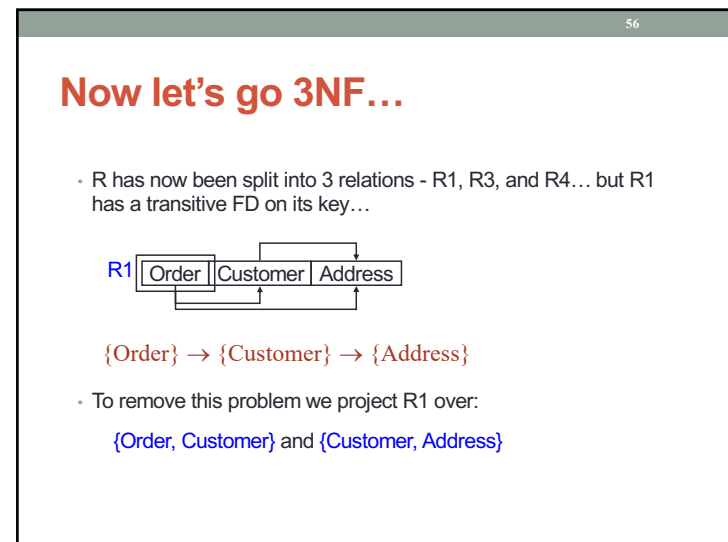 56
Now let's go 3NF…
• R has now been split into 3 relations - R1, R3, and R4… but R1
has a transitive FD on its key…
R1 Order Customer Address
{Order} → {Customer} → {Address}
• To remove this problem we project R1 over:
{Order, Customer} and {Customer, Address}